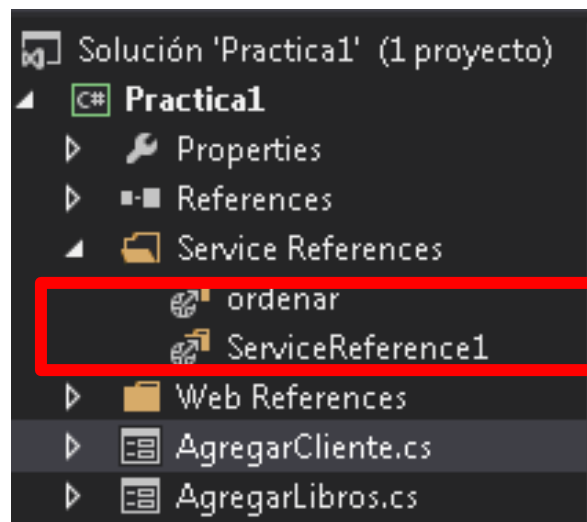 Solución 'Practica1' (1 proyecto)
C# Practica1
Properties
References
Service References
ordenar
ServiceReference1
Web References
AgregarCliente.cs
AgregarLibros.cs